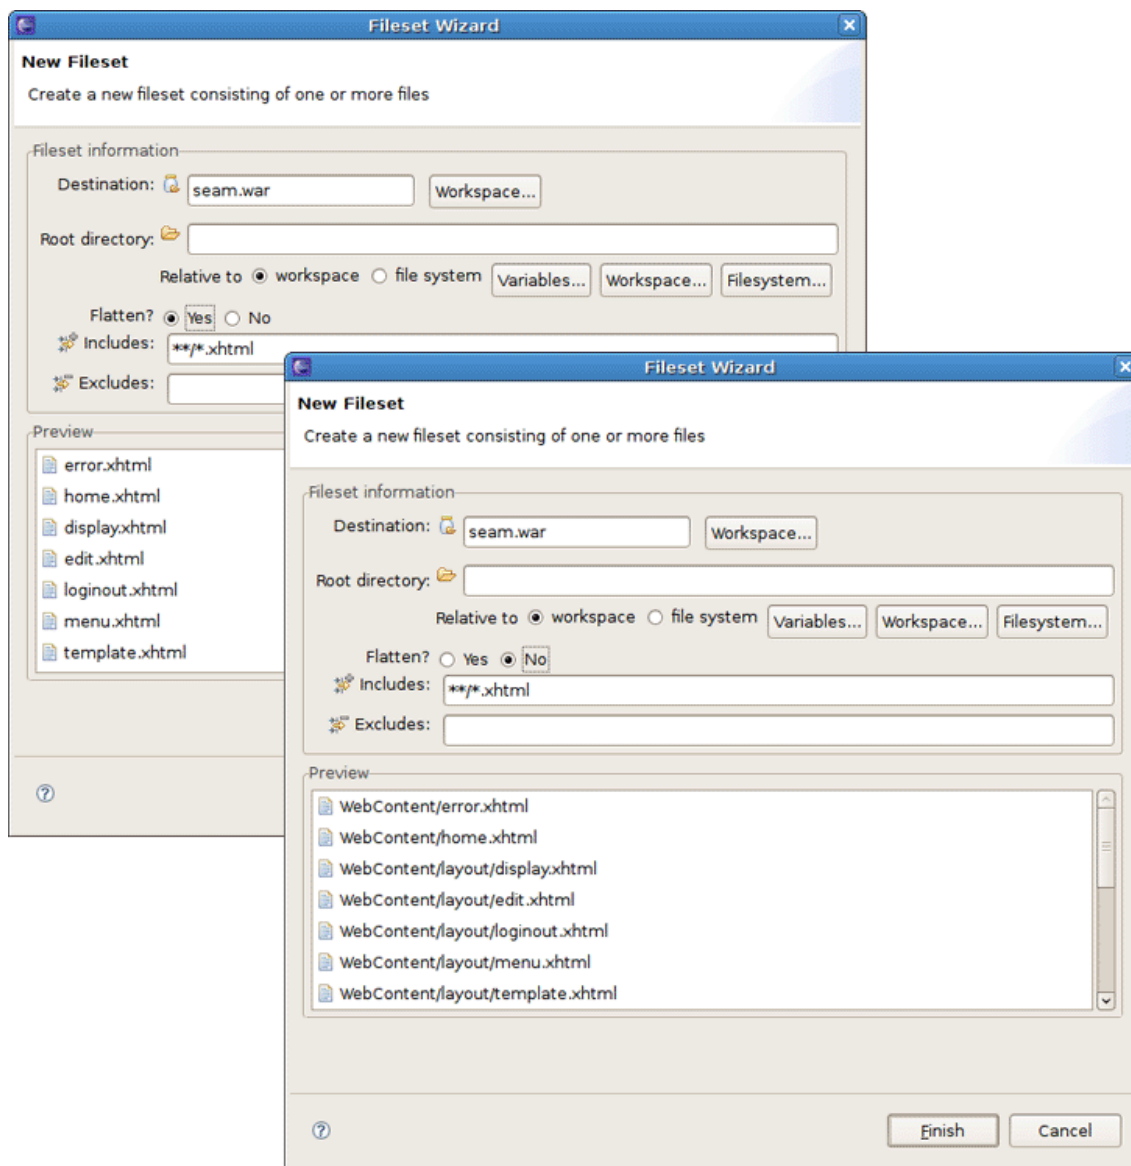 Fileset Wizard
New Fileset
Create a new fileset consisting of one or more files
Fileset information
Destination: seam.war Workspace...
Root directory:
Relative to workspace file system Variables... Workspace... Filesystem...
Flatten? Yes No
Includes: **/*.xhtml
Excludes:
Preview
error.xhtml
home.xhtml
display.xhtml
edit.xhtml
loginout.xhtml
menu.xhtml
template.xhtml
Fileset Wizard
New Fileset
Create a new fileset consisting of one or more files
Fileset information
Destination: seam.war Workspace...
Root directory:
Relative to workspace file system Variables... Workspace... Filesystem...
Flatten? Yes No
Includes: **/*.xhtml
Excludes:
Preview
WebContent/error.xhtml
WebContent/home.xhtml
WebContent/layout/display.xhtml
WebContent/layout/edit.xhtml
WebContent/layout/loginout.xhtml
WebContent/layout/menu.xhtml
WebContent/layout/template.xhtml
Finish Cancel